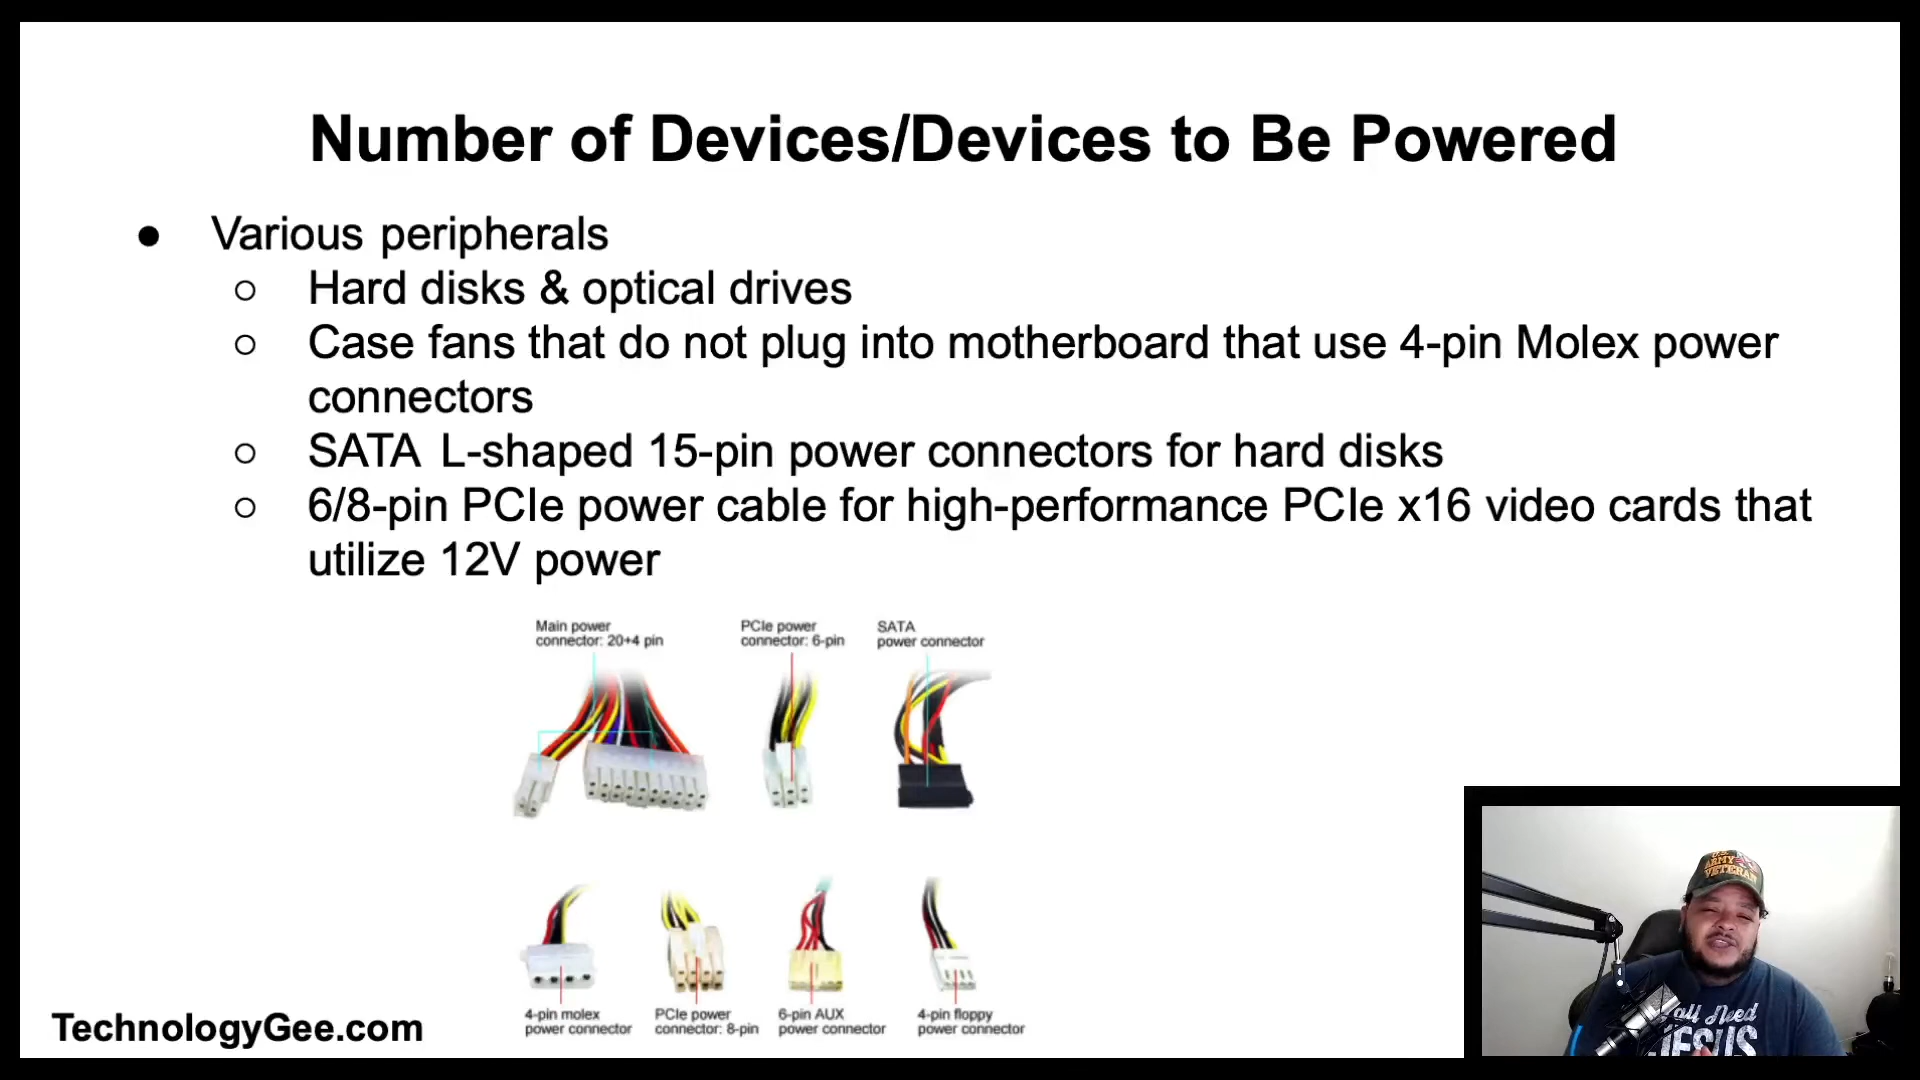 Number of Devices/Devices to Be Powered
● Various peripherals
○ Hard disks & optical drives
○ Case fans that do not plug into motherboard that use 4-pin Molex power
connectors
○ SATA L-shaped 15-pin power connectors for hard disks
○ 6/8-pin PCIe power cable for high-performance PCIe x16 video cards that
utilize 12V power
Main power
connector: 20+4 pin
PCIe power
connector: 6-pin
SATA
power connector
4-pin molex
power connector
PCIe power
connector: 8-pin
6-pin AUX
power connector
4-pin floppy
power connector
TechnologyGee.com
ARMY
VETERAN
Need
JESUS